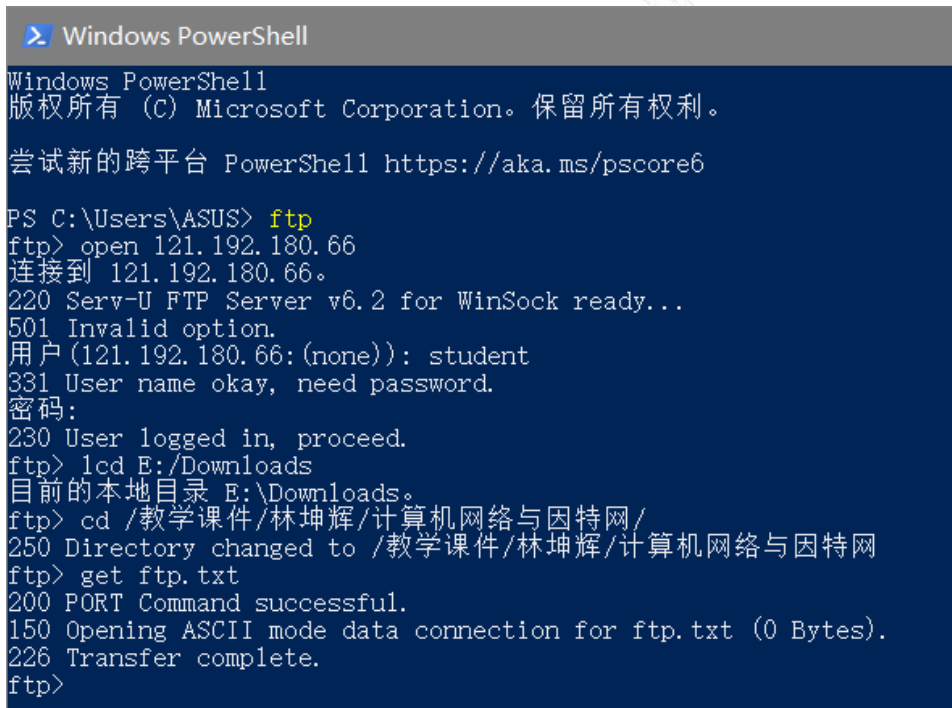 Windows PowerShell
Windows PowerShell
版权所有 (C) Microsoft Corporation。保留所有权利。
尝试新的跨平台 PowerShell https://aka.ms/pscore6
PS C:\Users\ASUS> ftp
ftp> open 121.192.180.66
连接到 121.192.180.66。
220 Serv-U FTP Server v6.2 for WinSock ready...
501 Invalid option.
用户(121.192.180.66:(none)): student
331 User name okay, need password.
密码:
230 User logged in, proceed.
ftp> lcd E:/Downloads
目前的本地目录 E:\Downloads。
ftp> cd /教学课件/林坤辉/计算机网络与因特网/
250 Directory changed to /教学课件/林坤辉/计算机网络与因特网
ftp> get ftp.txt
200 PORT Command successful.
150 Opening ASCII mode data connection for ftp.txt (0 Bytes).
226 Transfer complete.
ftp>